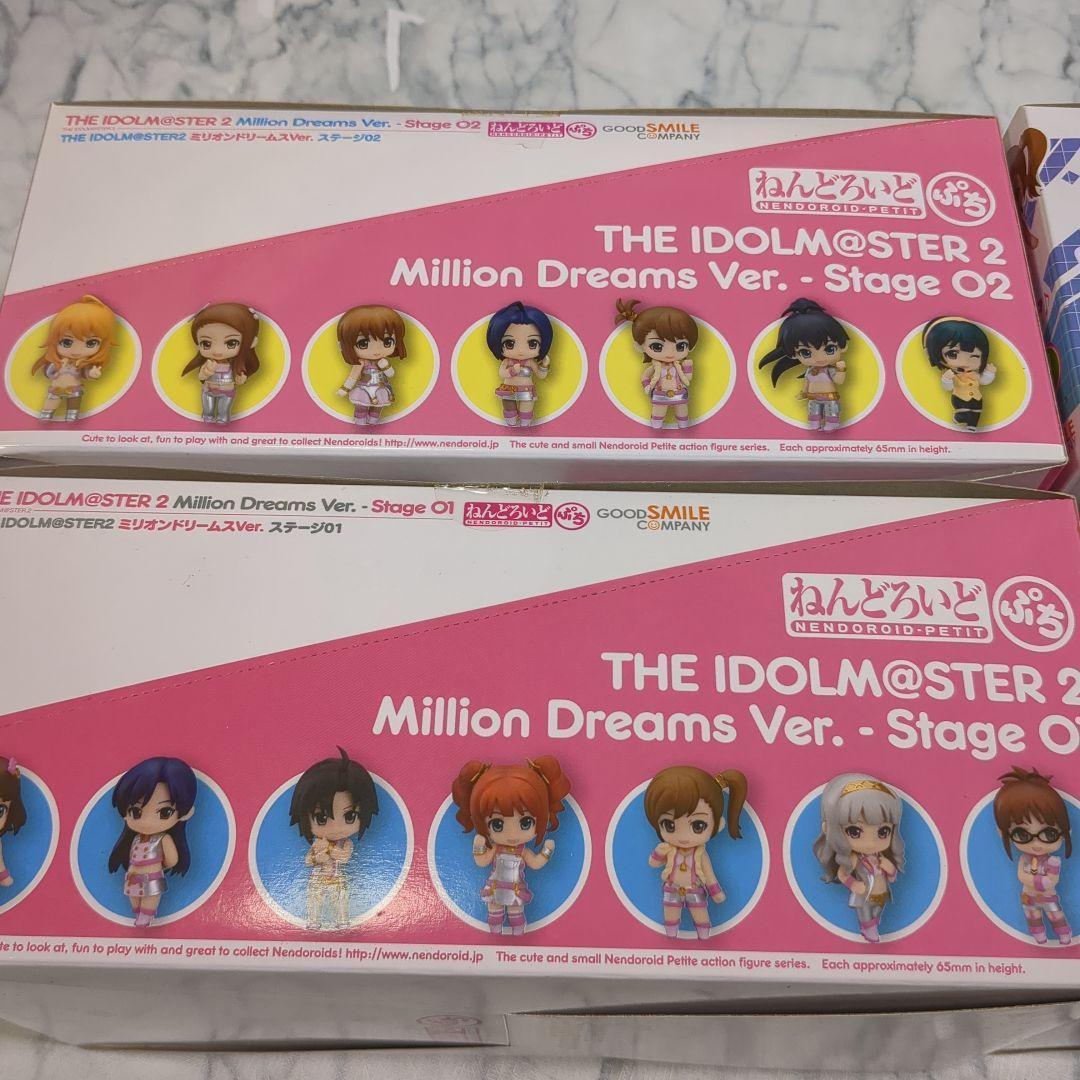 THE IDOLM@STER 2 Million Dreams Ver. - Stage 02 ねんどろいど ぷち GOODSMILE COMPANY
NENDOROID-PETIT
THE IDOLM@STER2 ミリオンドリームスVer. ステージ02
ねんどろいど ぷち
NENDOROID-PETIT
THE IDOLM@STER 2
Million Dreams Ver. - Stage 02
Cute to look at, fun to play with and great to collect Nendoroids! http://www.nendoroid.jp The cute and small Nendoroid Petite action figure series. Each approximately 65mm in height.
E IDOLM@STER 2 Million Dreams Ver. - Stage 01 ねんどろいど ぷち GOODSMILE COMPANY
NENDOROID-PETIT
IDOLM@STER2 ミリオンドリームスVer. ステージ01
ねんどろいど ぷち
NENDOROID-PETIT
THE IDOLM@STER 2
Million Dreams Ver. - Stage 0
te to look at, fun to play with and great to collect Nendoroids! http://www.nendoroid.jp The cute and small Nendoroid Petite action figure series. Each approximately 65mm in height.